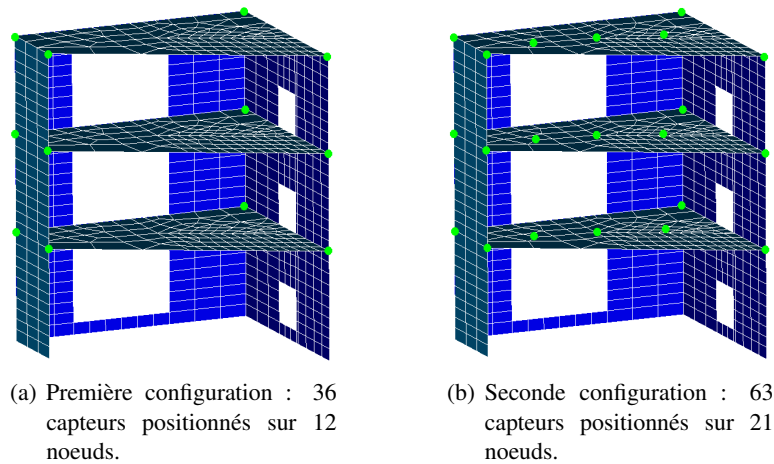 (a) Première configuration : 36
capteurs positionnés sur 12
noeuds.
(b) Seconde configuration : 63
capteurs positionnés sur
21 noeuds.